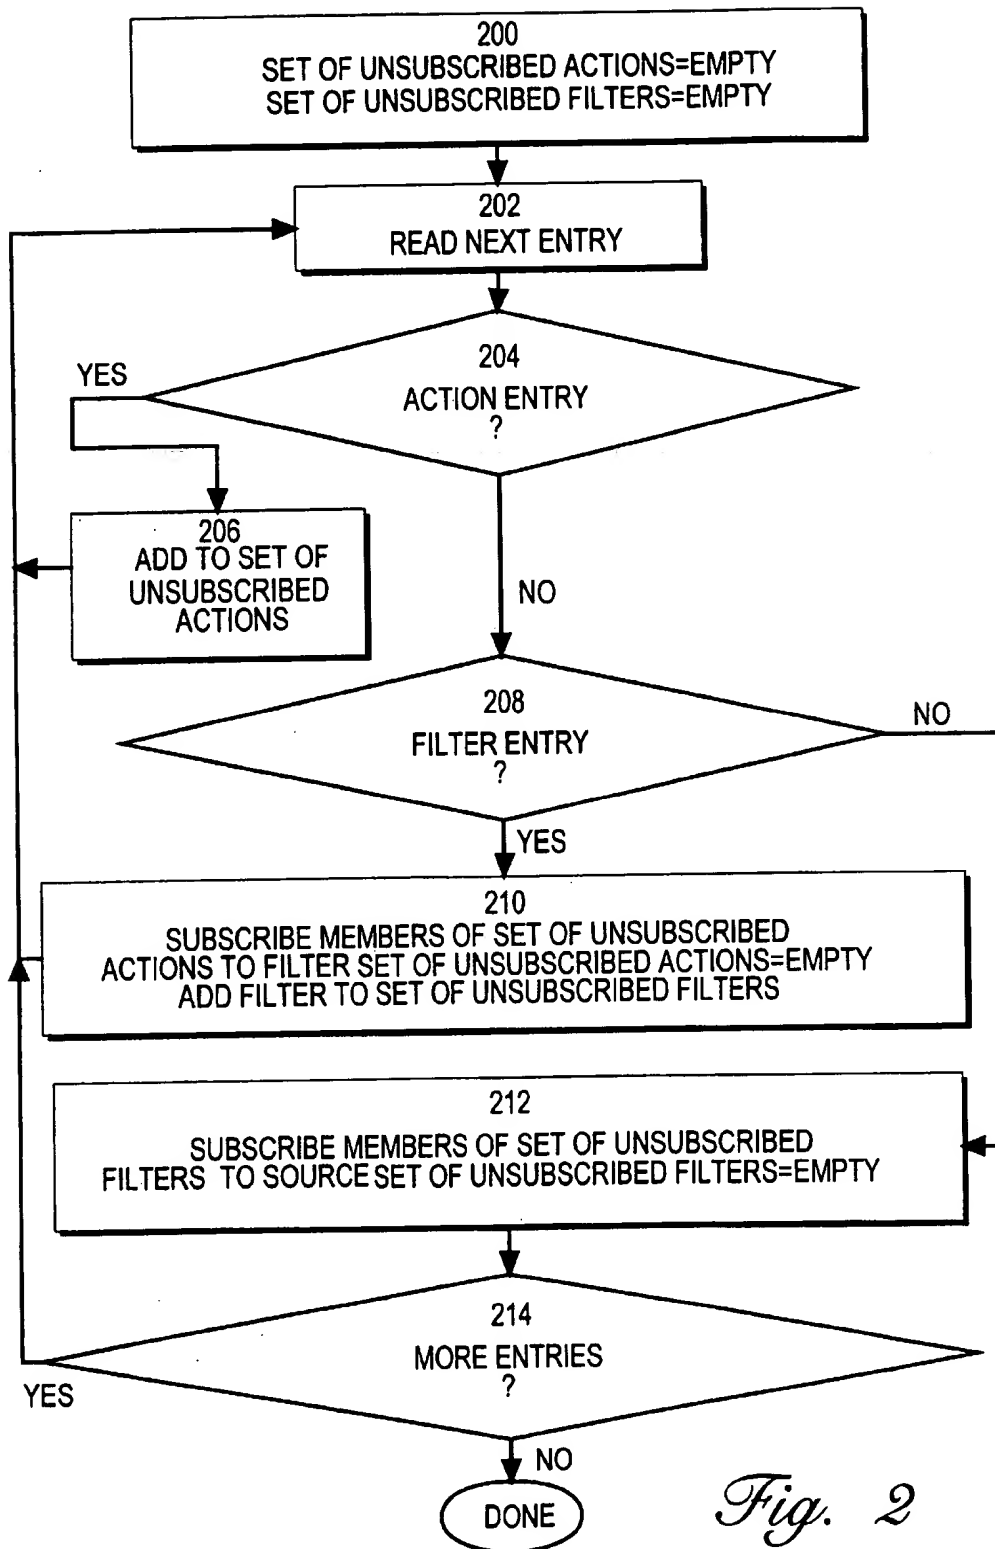 200
SET OF UNSUBSCRIBED ACTIONS=EMPTY
SET OF UNSUBSCRIBED FILTERS=EMPTY
202
READ NEXT ENTRY
204
ACTION ENTRY
?
YES
206
ADD TO SET OF
UNSUBSCRIBED
ACTIONS
NO
208
FILTER ENTRY
?
NO
YES
210
SUBSCRIBE MEMBERS OF SET OF UNSUBSCRIBED
ACTIONS TO FILTER SET OF UNSUBSCRIBED ACTIONS=EMPTY
ADD FILTER TO SET OF UNSUBSCRIBED FILTERS
212
SUBSCRIBE MEMBERS OF SET OF UNSUBSCRIBED
FILTERS TO SOURCE SET OF UNSUBSCRIBED FILTERS=EMPTY
214
MORE ENTRIES
?
YES
NO
DONE
Fig. 2